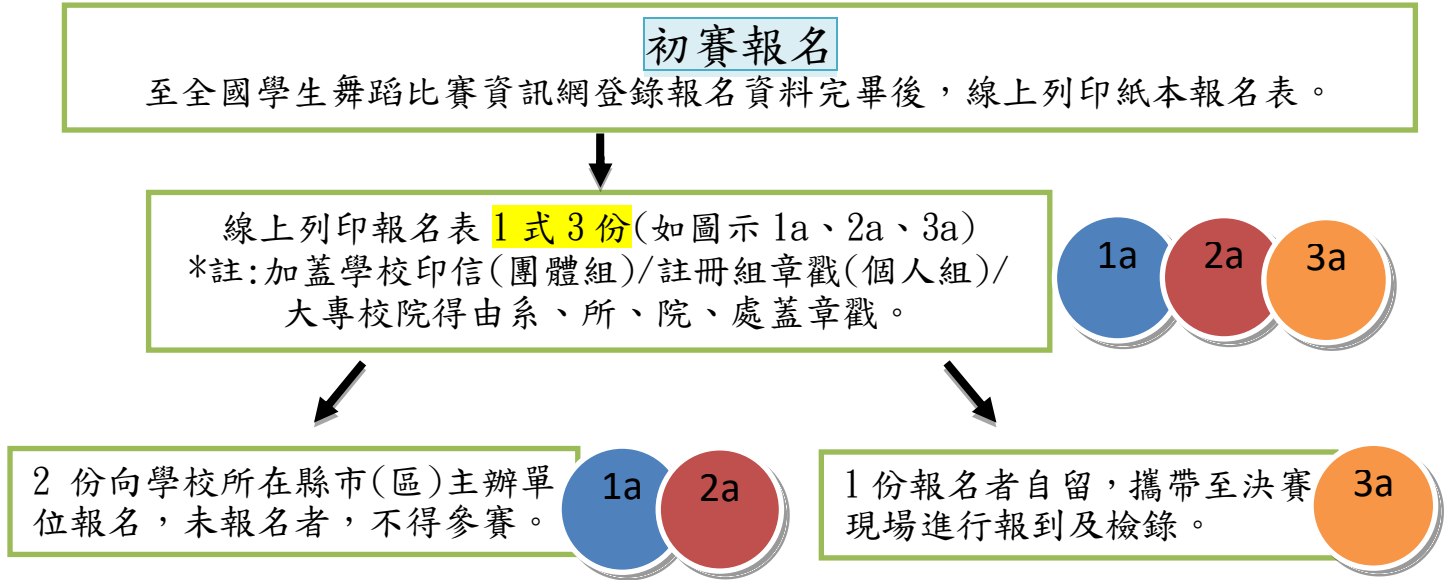 初賽報名
至全國學生舞蹈比賽資訊網登錄報名資料完畢後，線上列印紙本報名表。
線上列印報名表 1 式 3 份(如圖示 1a、2a、3a)
*註:加蓋學校印信(團體組)/註冊組章戳(個人組)/
大專校院得由系、所、院、處蓋章戳。
1a 2a 3a
2 份向學校所在縣市(區)主辦單
位報名，未報名者，不得參賽。
1a 2a
1 份報名者自留，攜帶至決賽
現場進行報到及檢錄。
3a